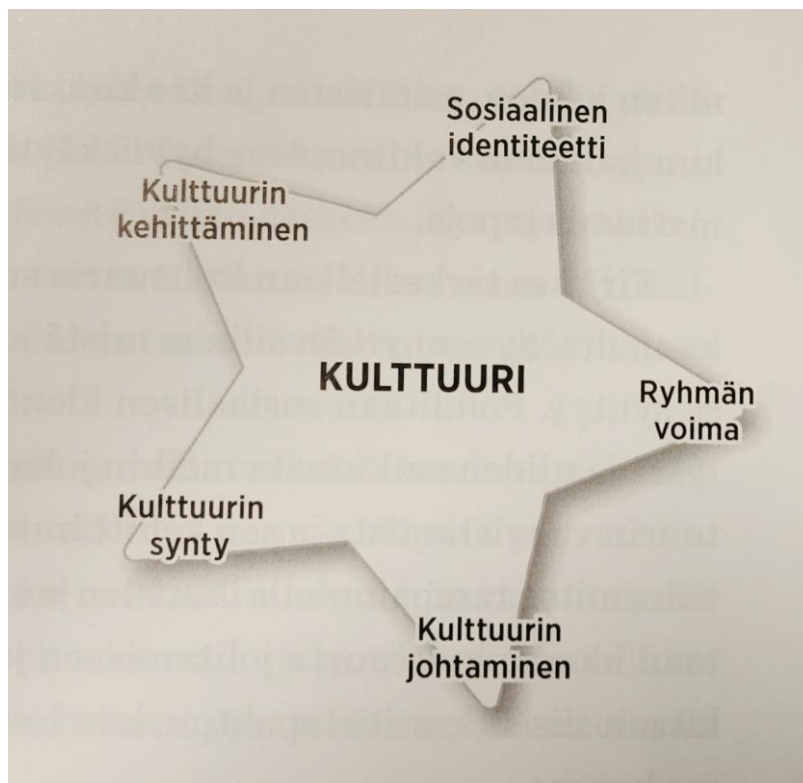 Sosiaalinen
identiteetti
Kulttuurin
kehittäminen
KULTTUURI
Ryhmän
voima
Kulttuurin
synty
Kulttuurin
johtaminen